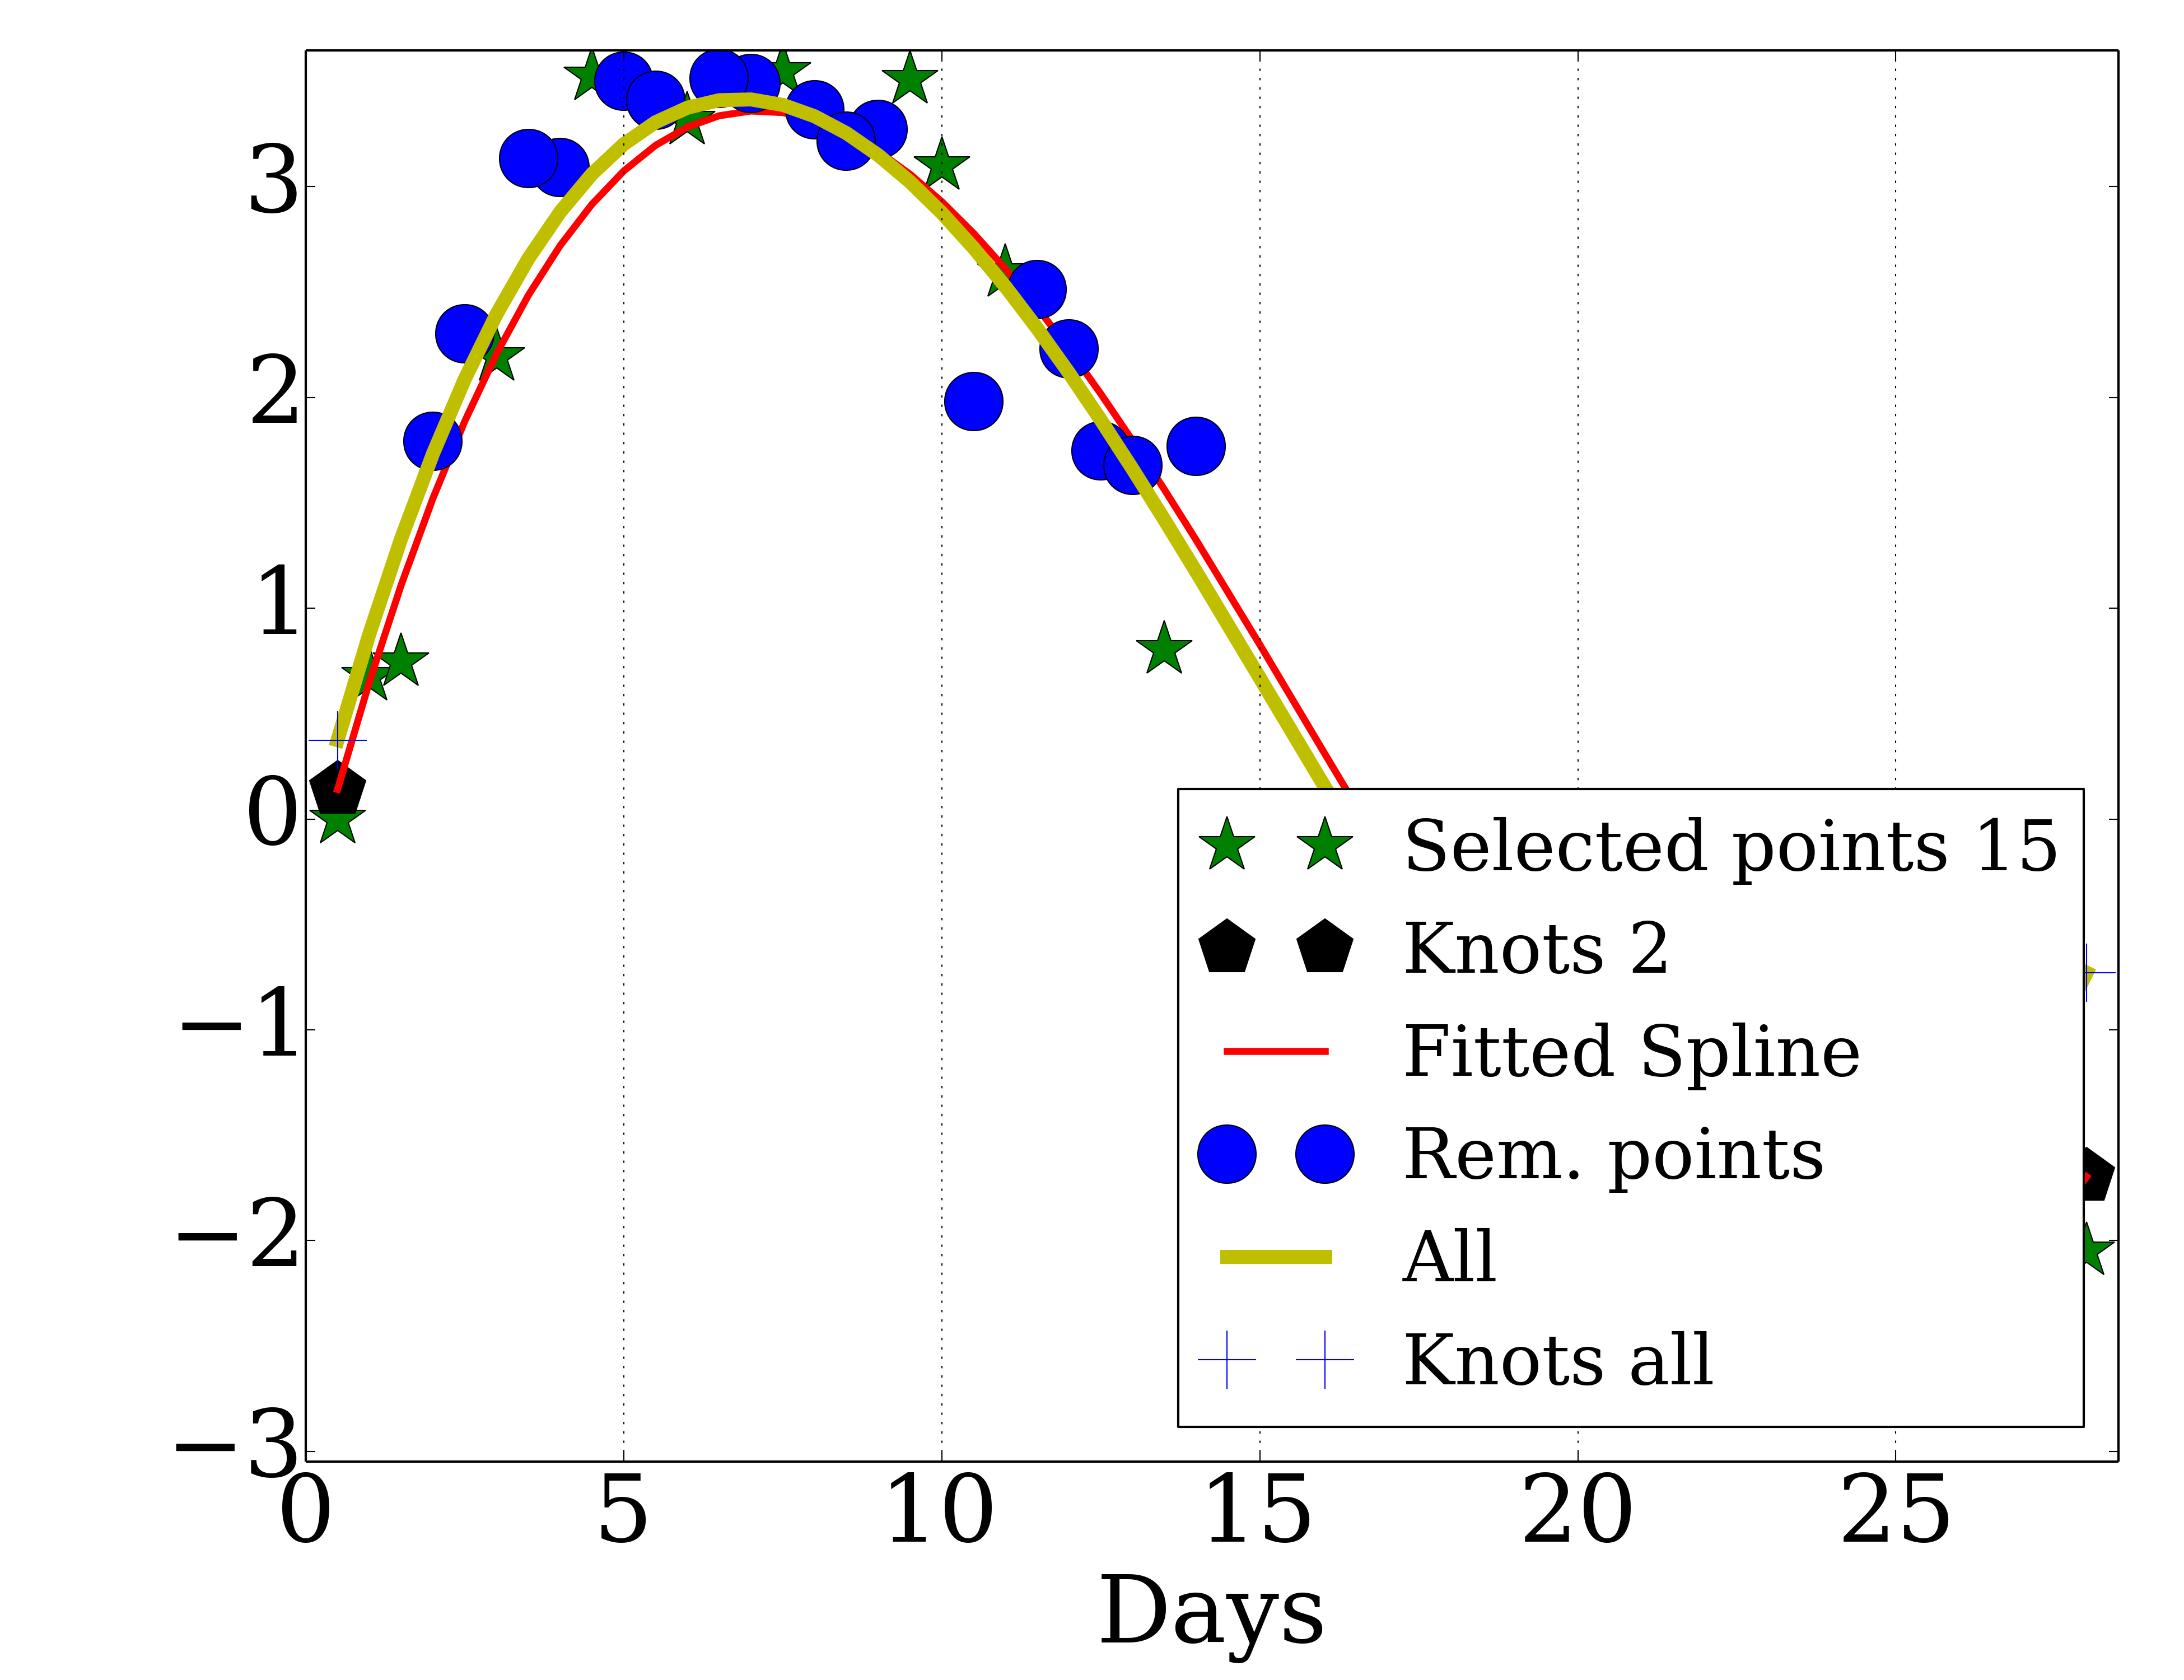 3
2
1
0
−1
−2
−3
0 5 10 15 20 25
Days
Selected points 15
Knots 2
Fitted Spline
Rem. points
All
Knots all